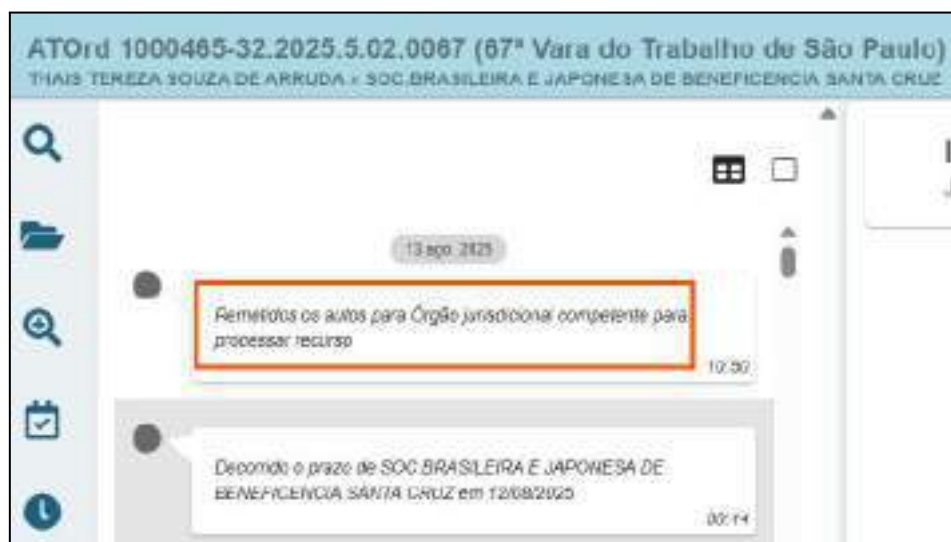 ATOrd 1000465-32.2025.5.02.0067 (67ª Vara do Trabalho de São Paulo)
THAIS TEREZA SOUZA DE ARRUDA x SOC BRASILEIRA E JAPONESA DE BENEFICENCIA SANTA CRUZ
13 ago. 2025
Remetidos os autos para Órgão jurisdicional competente para
processar recurso
10:50
Decorrido o prazo de SOC BRASILEIRA E JAPONESA DE
BENEFICENCIA SANTA CRUZ em 12/08/2025
00:14